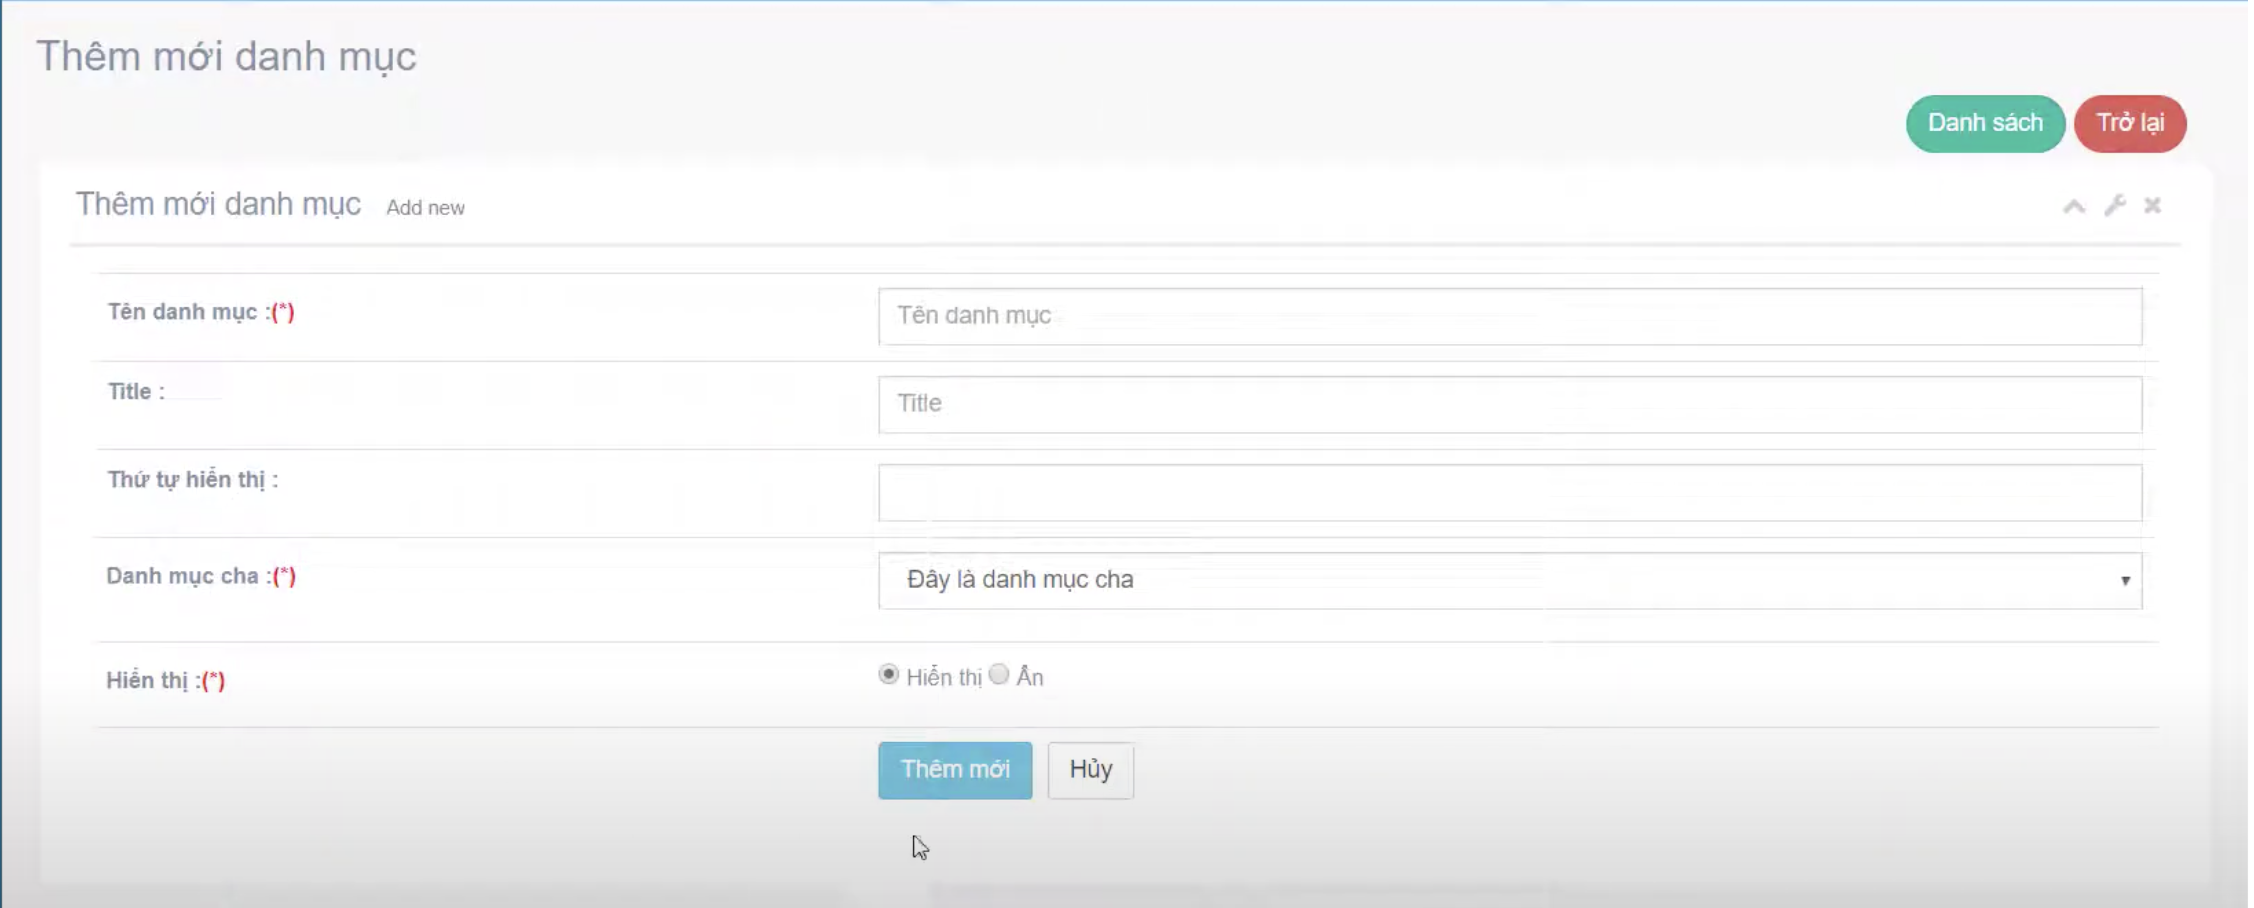 Thêm mới danh mục
Danh sách Trở lại
Thêm mới danh mục Add new
Tên danh mục :(*) Tên danh mục
Title : Title
Thứ tự hiển thị :
Danh mục cha :(*) Đây là danh mục cha
Hiển thị :(*) Hiển thị Ẩn
Thêm mới Hủy